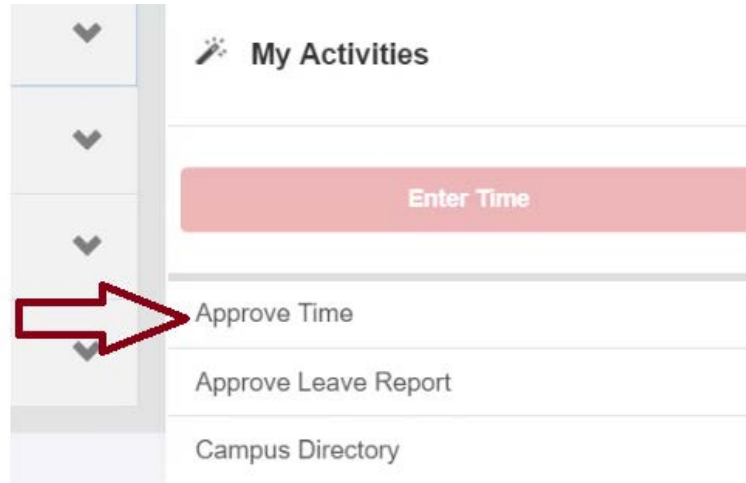 My Activities
Enter Time
Approve Time
Approve Leave Report
Campus Directory